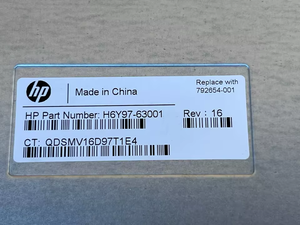 hp
Made in China
Replace with
792654-001
HP Part Number: H6Y97-63001
Rev : 16
CT: QDSMV16D97T1E4